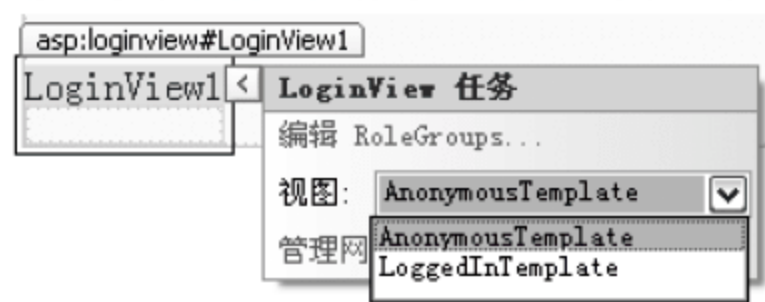 asp:loginview#LoginView1
LoginView1
LoginView 任务
编辑 RoleGroups...
视图: AnonymousTemplate
AnonymousTemplate
管理网
LoggedInTemplate